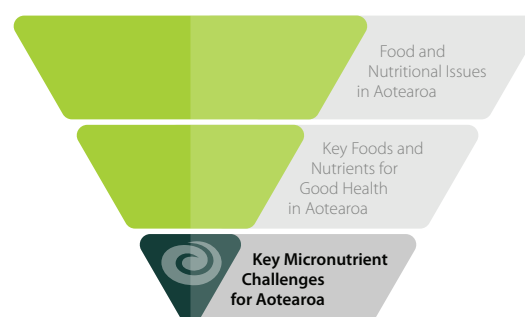 Food and
Nutritional Issues
in Aotearoa
Key Foods and
Nutrients for
Good Health
in Aotearoa
Key Micronutrient
Challenges
for Aotearoa